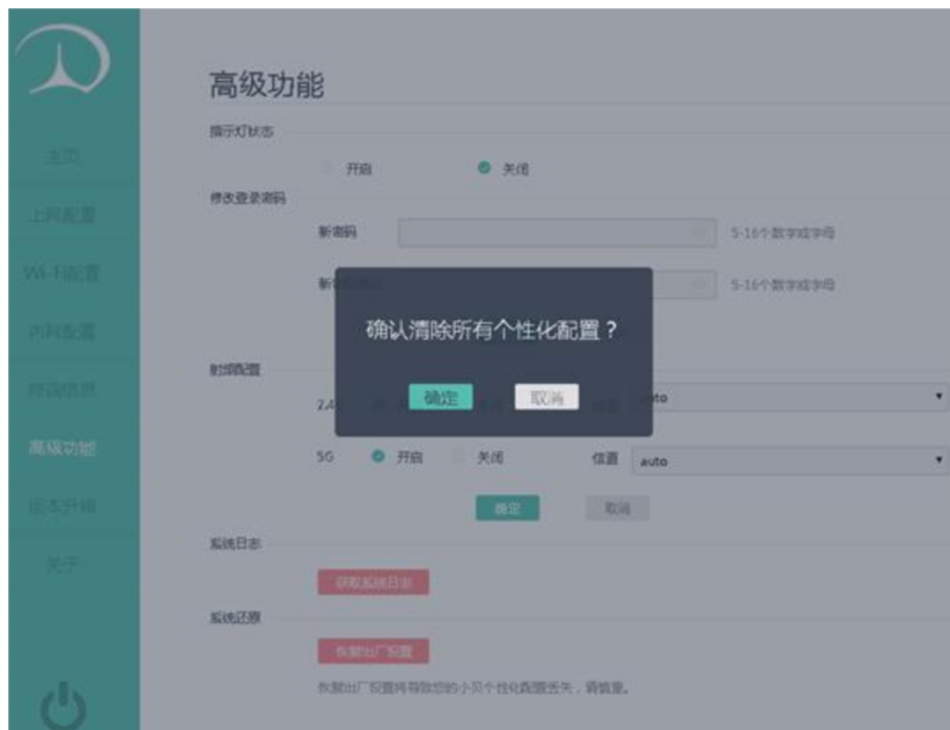 高级功能
指示灯状态
开启 关闭
修改登录密码
新密码 5-16个数字或字母
5-16个数字或字母
确认清除所有个性化配置？
确定 取消
射频配置
auto
5G 开启 关闭 信道 auto
确定 取消
系统日志
获取系统日志
系统还原
恢复出厂设置
恢复出厂设置将导致您的小贝个性化配置丢失，请慎重。
主页
上网配置
Wi-Fi配置
内网配置
终端信息
高级功能
版本升级
关于